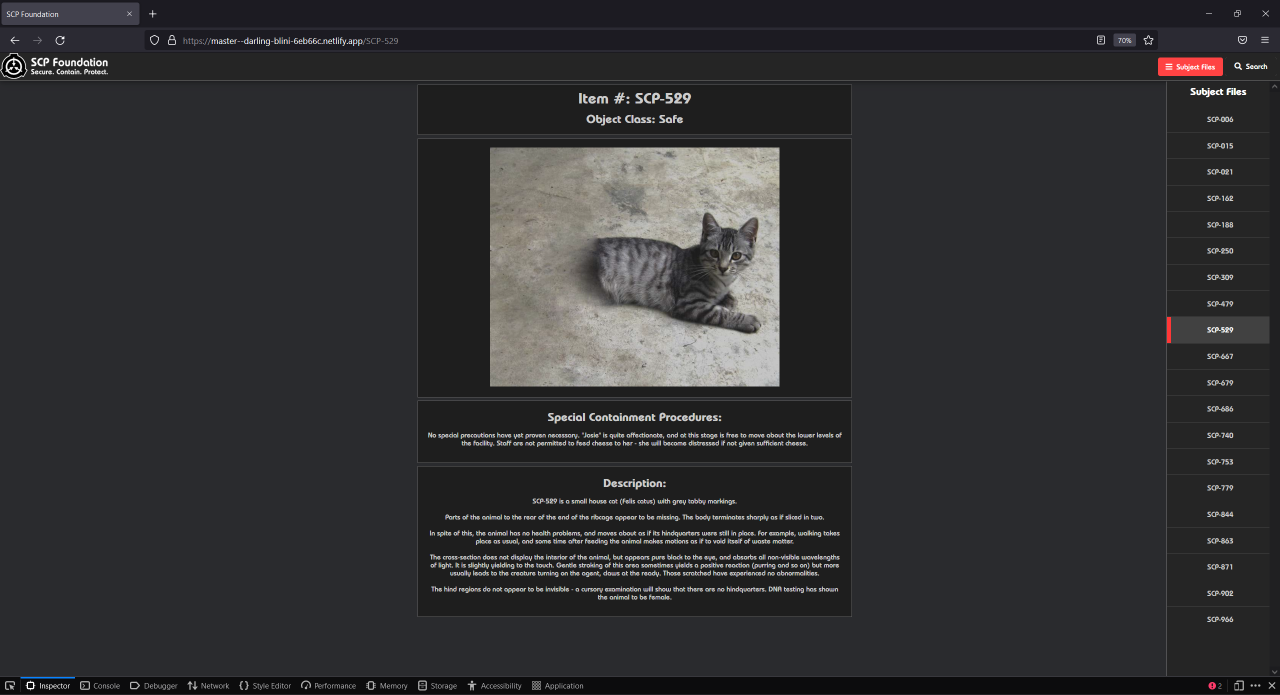 SCP Foundation
https://master--darling-blini-6eb66c.netlify.app/SCP-529
70%
SCP Foundation
Secure. Contain. Protect.
Subject Files
Search
Item #: SCP-529
Object Class: Safe
Special Containment Procedures:
No special precautions have yet proven necessary. "Josie" is quite affectionate, and at this stage is free to move about the lower levels of
the facility. Staff are not permitted to feed cheese to her - she will become distressed if not given sufficient cheese.
Description:
SCP-529 is a small house cat (Felis catus) with grey tabby markings.
Parts of the animal to the rear of the end of the ribcage appear to be missing. The body terminates sharply as if sliced in two.
In spite of this, the animal has no health problems, and moves about as if its hindquarters were still in place. For example, walking takes
place as usual, and some time after feeding the animal makes motions as if to void itself of waste matter.
The cross-section does not display the interior of the animal, but appears pure black to the eye, and absorbs all non-visible wavelengths
of light. It is slightly yielding to the touch. Gentle stroking of this area sometimes yields a positive reaction (purring and so on) but more
usually leads to the creature turning on the agent, claws at the ready. Those scratched have experienced no abnormalities.
The hind regions do not appear to be invisible - a cursory examination will show that there are no hindquarters. DNA testing has shown
the animal to be female.
Subject Files
SCP-006
SCP-015
SCP-021
SCP-162
SCP-188
SCP-250
SCP-309
SCP-479
SCP-529
SCP-667
SCP-679
SCP-686
SCP-740
SCP-753
SCP-779
SCP-844
SCP-863
SCP-871
SCP-902
SCP-966
Inspector
Console
Debugger
Network
Style Editor
Performance
Memory
Storage
Accessibility
Application
2